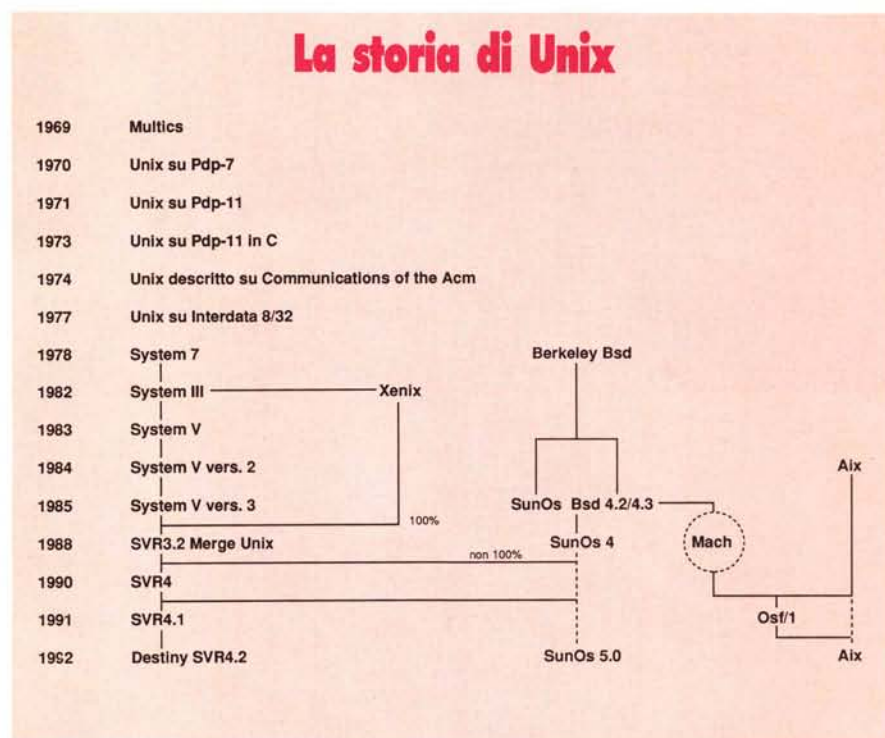 La storia di Unix
1969 Multics
1970 Unix su Pdp-7
1971 Unix su Pdp-11
1973 Unix su Pdp-11 in C
1974 Unix descritto su Communications of the Acm
1977 Unix su Interdata 8/32
1978 System 7 Berkeley Bsd
1982 System III Xenix
1983 System V
1984 System V vers. 2 Aix
1985 System V vers. 3 SunOs Bsd 4.2/4.3
100%
1988 SVR3.2 Merge Unix SunOs 4 Mach
non 100%
1990 SVR4
1991 SVR4.1 Osf/1
1992 Destiny SVR4.2 SunOs 5.0 Aix